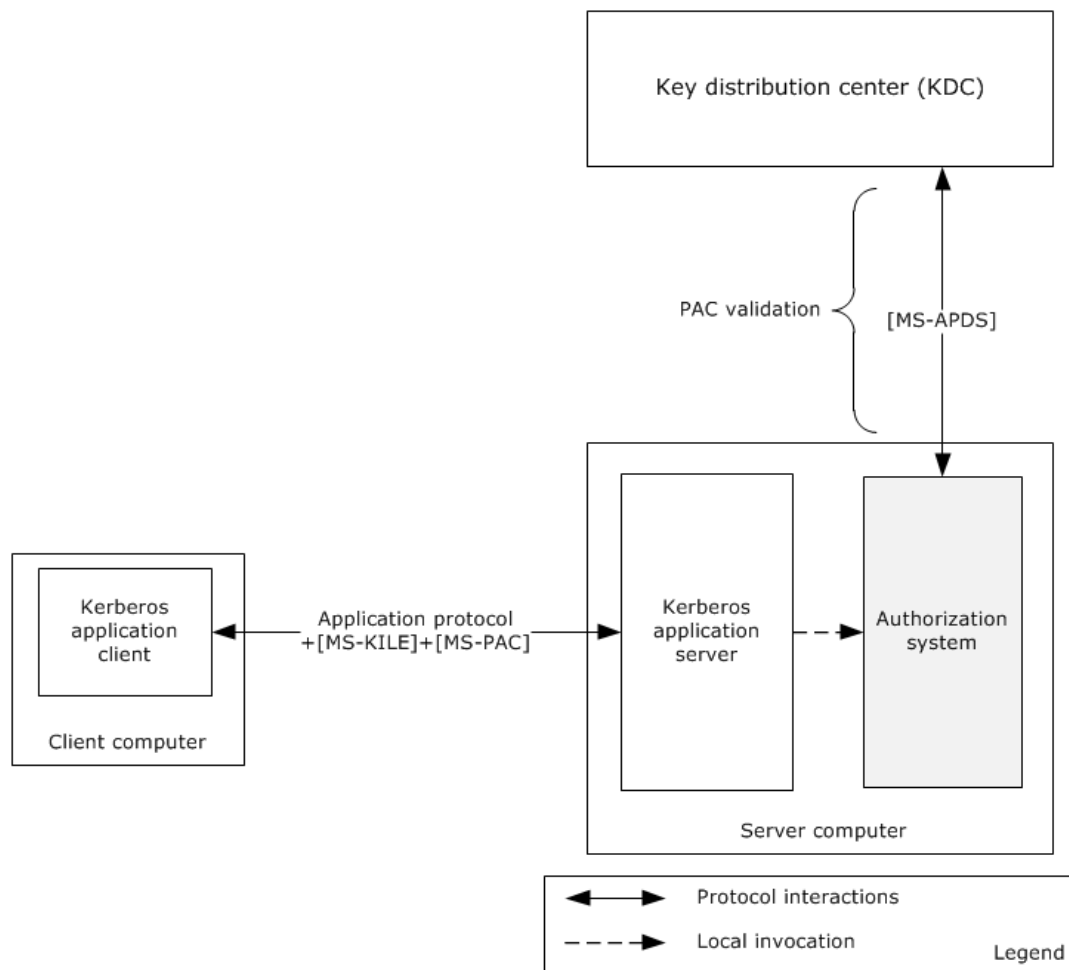 Key distribution center (KDC)
PAC validation
[MS-APDS]
Kerberos
application
client
Client computer
Application protocol
+[MS-KILE]+[MS-PAC]
Kerberos
application
server
Authorization
system
Server computer
Protocol interactions
Local invocation
Legend